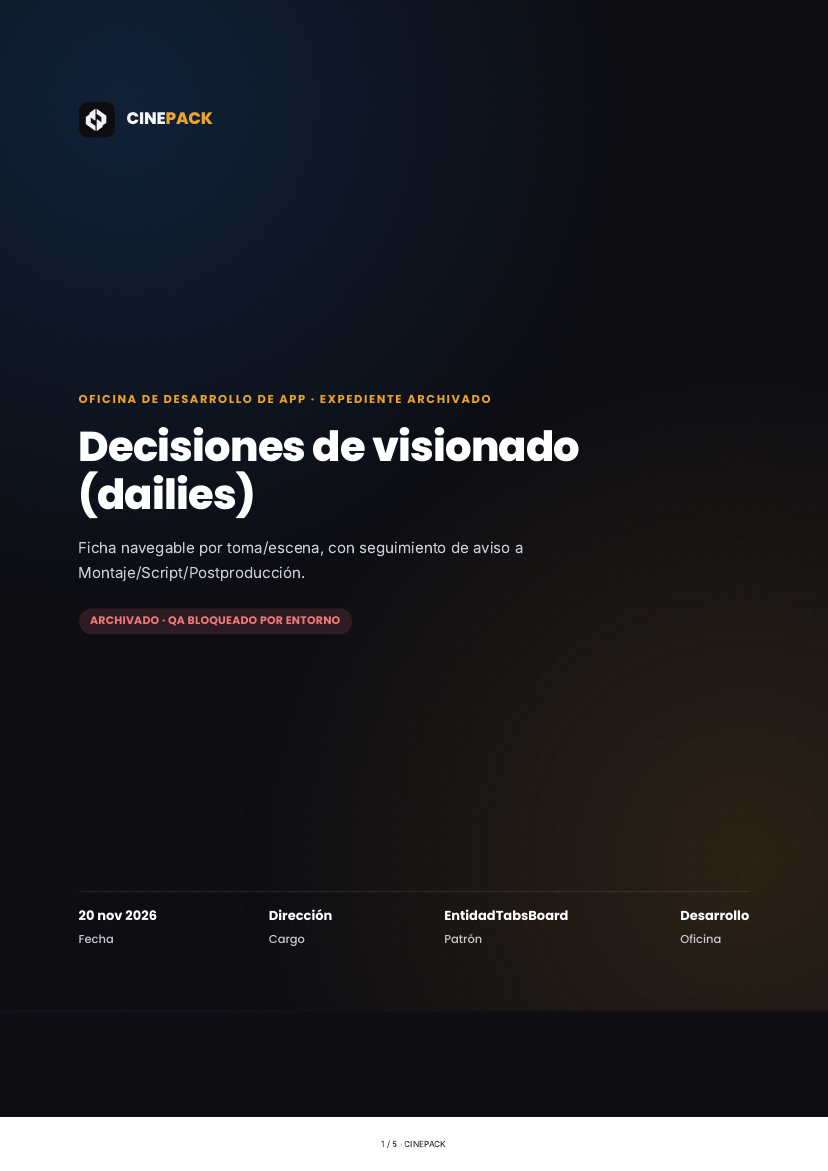 CINEPACK
OFICINA DE DESARROLLO DE APP · EXPEDIENTE ARCHIVADO
Decisiones de visionado
(dailies)
Ficha navegable por toma/escena, con seguimiento de aviso a
Montaje/Script/Postproducción.
ARCHIVADO · QA BLOQUEADO POR ENTORNO
20 nov 2026 Dirección EntidadTabsBoard Desarrollo
Fecha Cargo Patrón Oficina
1 / 5 · CINEPACK